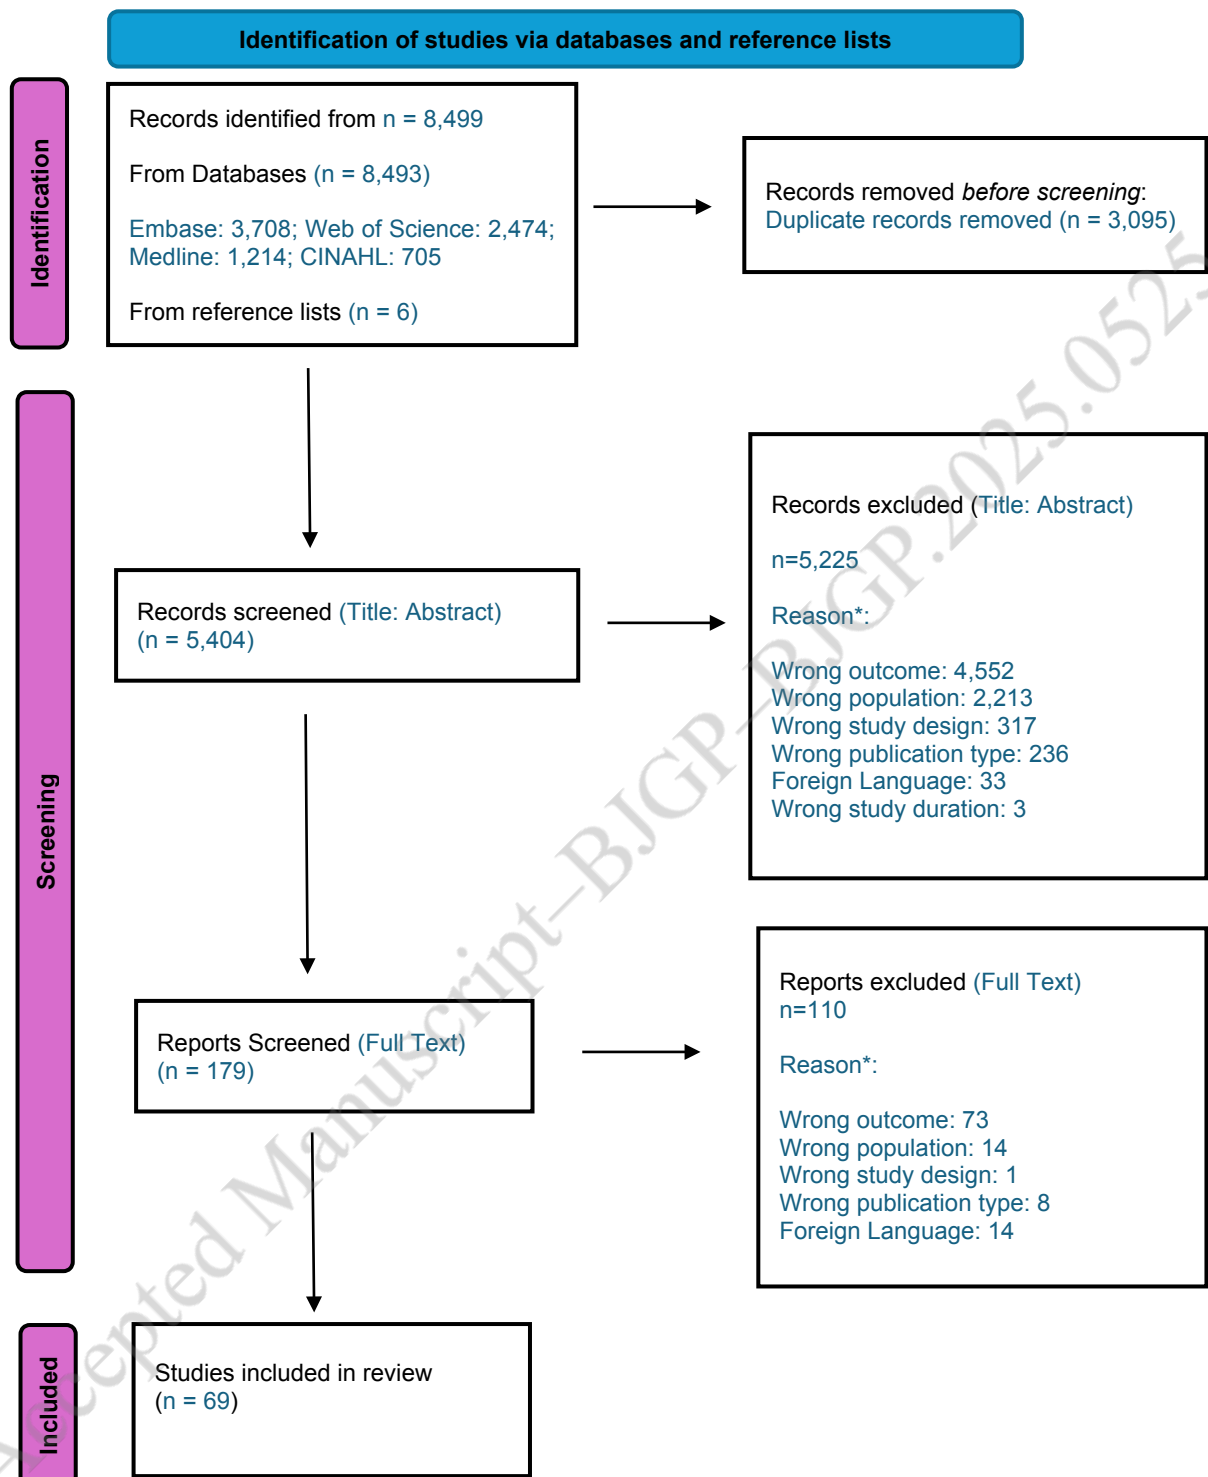 Identification of studies via databases and reference lists
Identification
Records identified from n = 8,499
From Databases (n = 8,493)
Embase: 3,708; Web of Science: 2,474;
Medline: 1,214; CINAHL: 705
From reference lists (n = 6)
Records removed before screening:
Duplicate records removed (n = 3,095)
Screening
Records screened (Title: Abstract)
(n = 5,404)
Records excluded (Title: Abstract)
n=5,225
Reason*:
Wrong outcome: 4,552
Wrong population: 2,213
Wrong study design: 317
Wrong publication type: 236
Foreign Language: 33
Wrong study duration: 3
Reports Screened (Full Text)
(n = 179)
Reports excluded (Full Text)
n=110
Reason*:
Wrong outcome: 73
Wrong population: 14
Wrong study design: 1
Wrong publication type: 8
Foreign Language: 14
Included
Studies included in review
(n = 69)
Accepted Manuscript–BJGP–BJGP.2025.0525